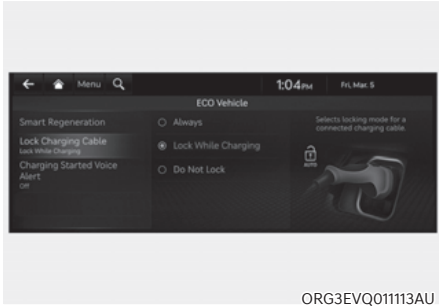 Menu
1:04PM
Fri, Mar. 5
ECO Vehicle
Smart Regeneration
Lock Charging Cable
Lock While Charging
Charging Started Voice
Alert
Off
Always
Lock While Charging
Do Not Lock
Selects locking mode for a
connected charging cable.
AUTO
ORG3EVQ011113AU